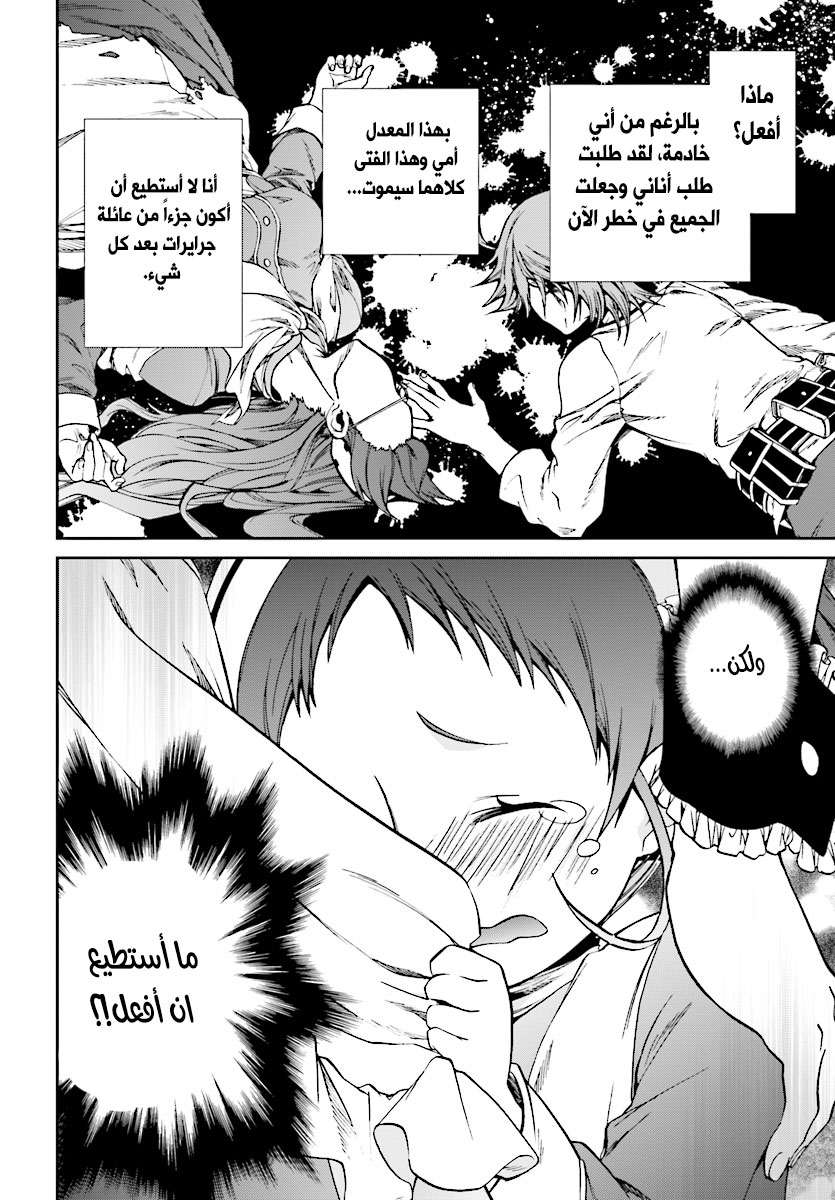 ماذا
أفعل؟
بالرغم من أني
خادمة، لقد طلبت
طلب أناني وجعلت
الجميع في خطر الآن
بهذا المعدل
أمي وهذا الفتى
كلاهما سيموت...
أنا لا أستطيع أن
أكون جزءاً من عائلة
جرايرات بعد كل
شيء.
ولكن...
ما أستطيع
ان أفعل!؟